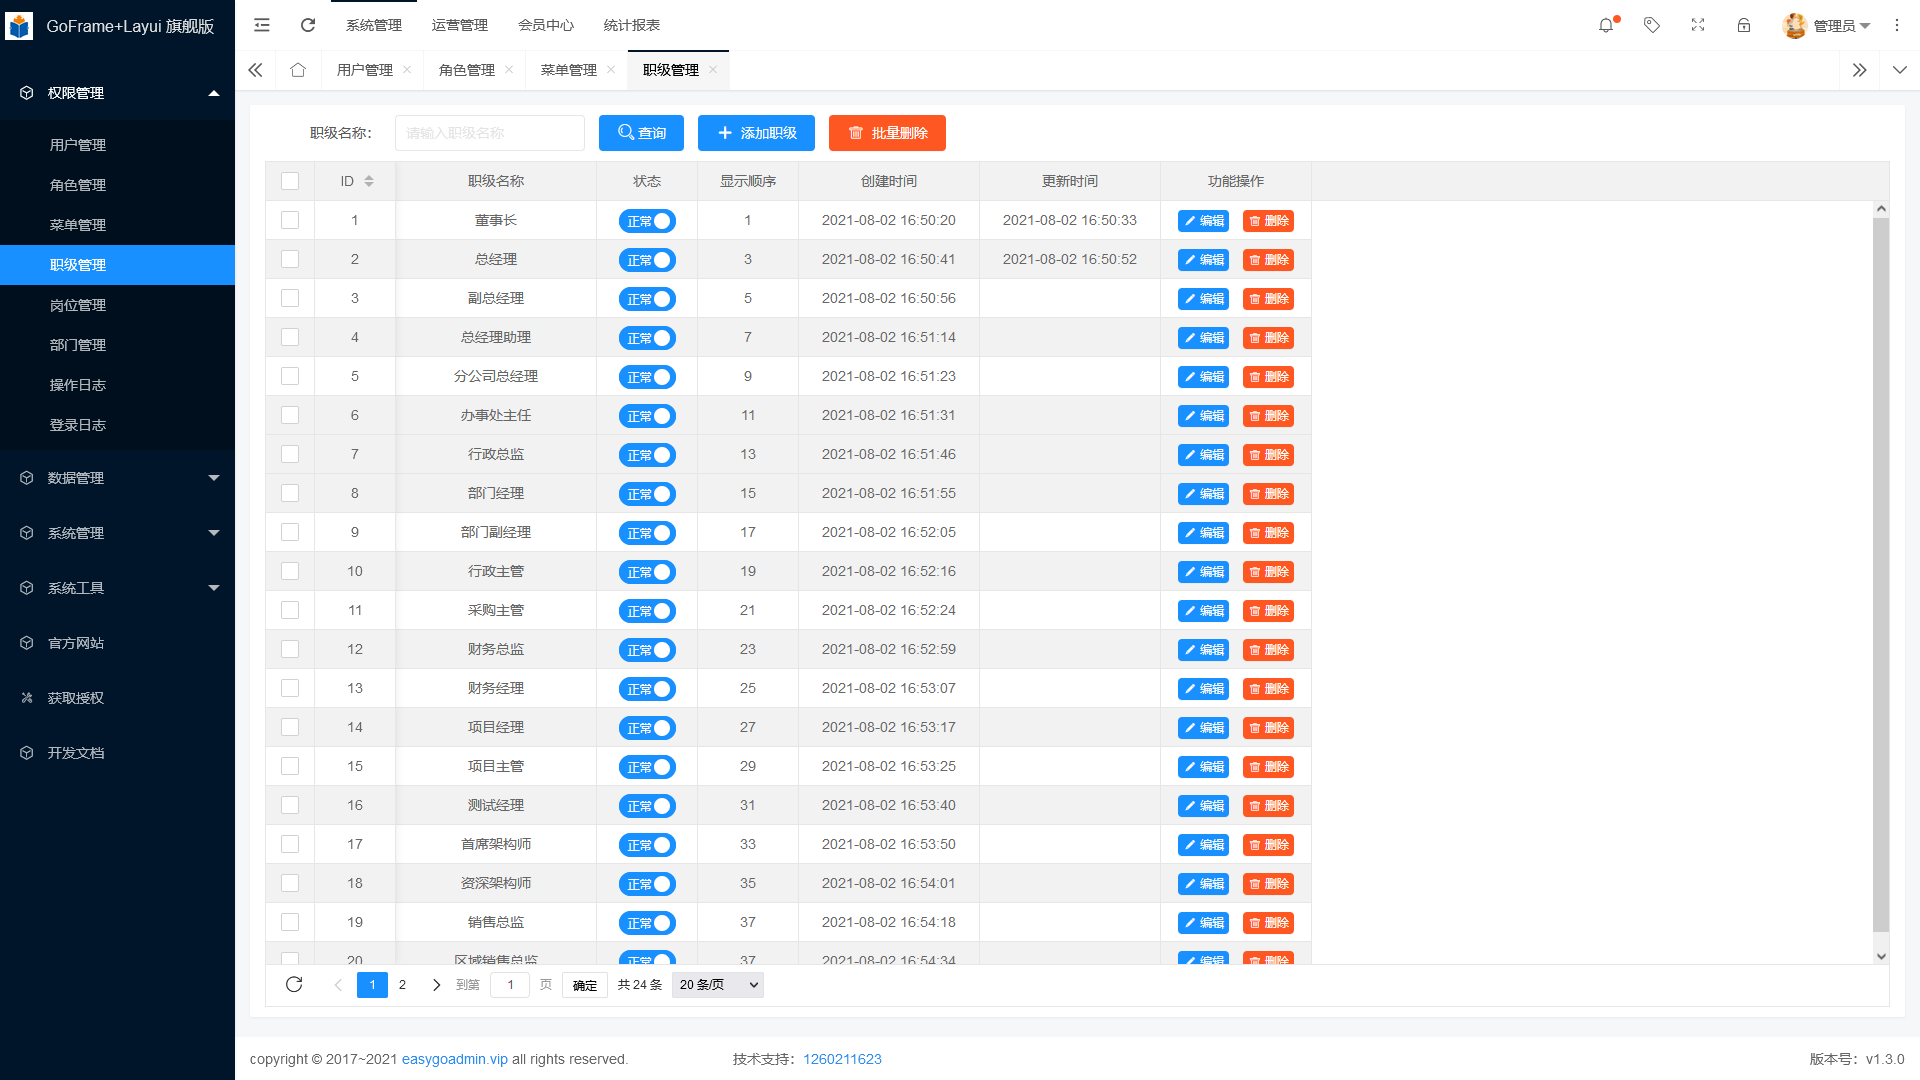 GoFrame+Layui 旗舰版
系统管理 运营管理 会员中心 统计报表
管理员
用户管理 角色管理 菜单管理 职级管理
权限管理
用户管理
角色管理
菜单管理
职级管理
岗位管理
部门管理
操作日志
登录日志
数据管理
系统管理
系统工具
官方网站
获取授权
开发文档
职级名称： 请输入职级名称 查询 添加职级 批量删除
ID 职级名称 状态 显示顺序 创建时间 更新时间 功能操作
1 董事长 正常 1 2021-08-02 16:50:20 2021-08-02 16:50:33 编辑 删除
2 总经理 正常 3 2021-08-02 16:50:41 2021-08-02 16:50:52 编辑 删除
3 副总经理 正常 5 2021-08-02 16:50:56 编辑 删除
4 总经理助理 正常 7 2021-08-02 16:51:14 编辑 删除
5 分公司总经理 正常 9 2021-08-02 16:51:23 编辑 删除
6 办事处主任 正常 11 2021-08-02 16:51:31 编辑 删除
7 行政总监 正常 13 2021-08-02 16:51:46 编辑 删除
8 部门经理 正常 15 2021-08-02 16:51:55 编辑 删除
9 部门副经理 正常 17 2021-08-02 16:52:05 编辑 删除
10 行政主管 正常 19 2021-08-02 16:52:16 编辑 删除
11 采购主管 正常 21 2021-08-02 16:52:24 编辑 删除
12 财务总监 正常 23 2021-08-02 16:52:59 编辑 删除
13 财务经理 正常 25 2021-08-02 16:53:07 编辑 删除
14 项目经理 正常 27 2021-08-02 16:53:17 编辑 删除
15 项目主管 正常 29 2021-08-02 16:53:25 编辑 删除
16 测试经理 正常 31 2021-08-02 16:53:40 编辑 删除
17 首席架构师 正常 33 2021-08-02 16:53:50 编辑 删除
18 资深架构师 正常 35 2021-08-02 16:54:01 编辑 删除
19 销售总监 正常 37 2021-08-02 16:54:18 编辑 删除
20 区域销售总监 正常 37 2021-08-02 16:54:34 编辑 删除
1 2 到第 1 页 确定 共 24 条 20 条/页
copyright © 2017~2021 easygoadmin.vip all rights reserved. 技术支持：1260211623 版本号：v1.3.0